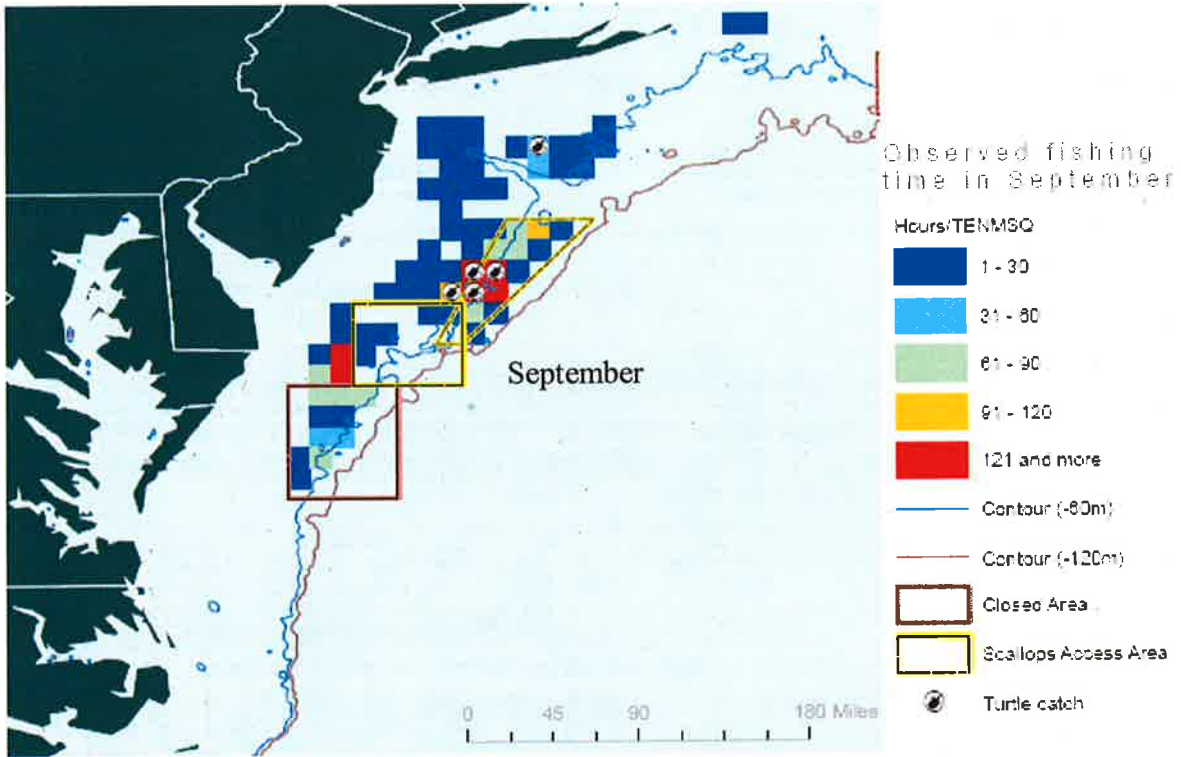 Observed fishing
time in September
Hours/TENMSQ
1 - 30
31 - 60
61 - 90
91 - 120
121 and more
Contour (-60m)
Contour (-120m)
Closed Area
Scallops Access Area
Turtle catch
September
0 45 90 180 Miles